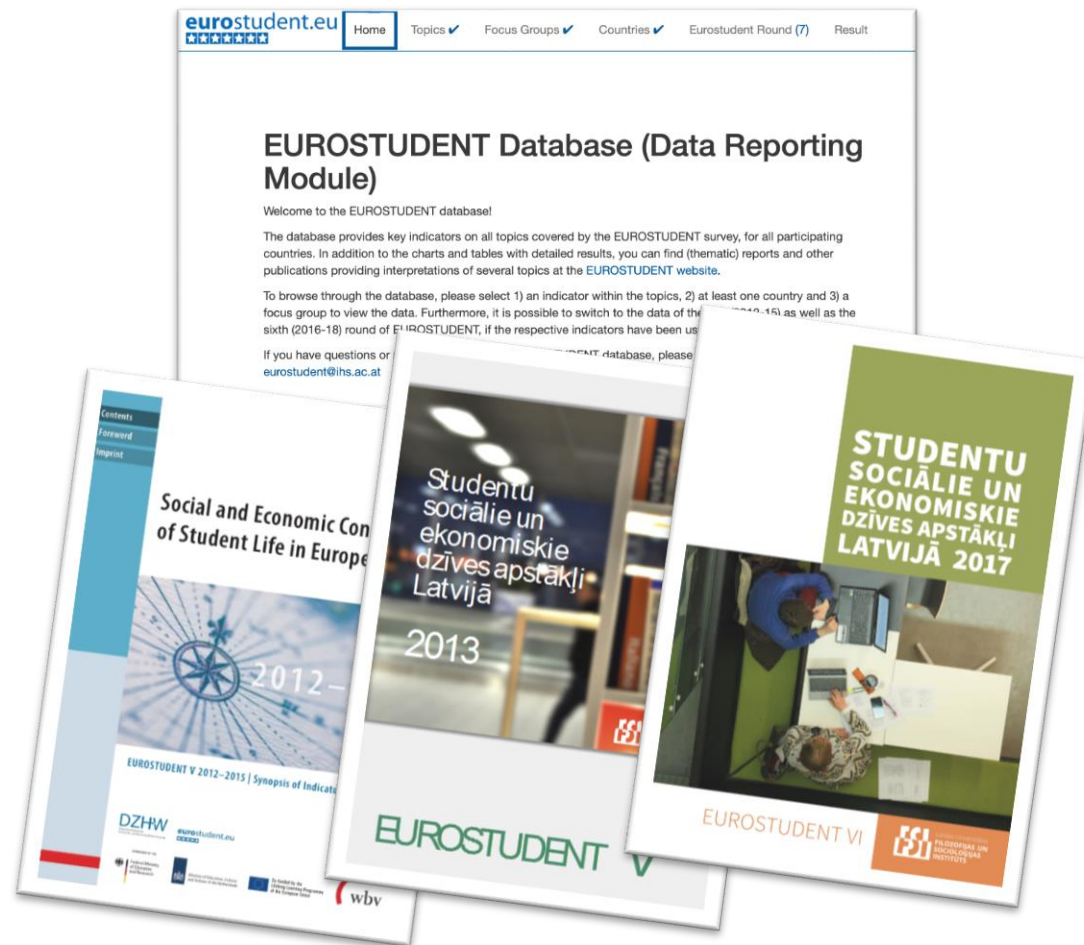 eurostudent.eu
Home Topics ✔ Focus Groups ✔ Countries ✔ Eurostudent Round (7) Result
EUROSTUDENT Database (Data Reporting
Module)
Welcome to the EUROSTUDENT database!
The database provides key indicators on all topics covered by the EUROSTUDENT survey, for all participating
countries. In addition to the charts and tables with detailed results, you can find (thematic) reports and other
publications providing interpretations of several topics at the EUROSTUDENT website.
To browse through the database, please select 1) an indicator within the topics, 2) at least one country and 3) a
focus group to view the data. Furthermore, it is possible to switch to the data of the as well as the
sixth (2016-18) round of EUROSTUDENT, if the respective indicators have been
If you have questions or database, please
eurostudent@ihs.ac.at
Contents
Foreword
Imprint
Social and Economic Con
of Student Life in Europe
2012–
EUROSTUDENT V 2012–2015 | Synopsis of Indicato
DZHW
eurostudent.eu
wbv
Studentu
sociālie un
ekonomiskie
dzīves apstākļi
Latvijā
2013
FSI
EUROSTUDENT V
STUDENTU
SOCIĀLIE UN
EKONOMISKIE
DZĪVES APSTĀKĻI
LATVIJĀ 2017
EUROSTUDENT VI
FSI
FILOZOFIJAS UN
SOCIOLOĢIJAS
INSTITŪTS